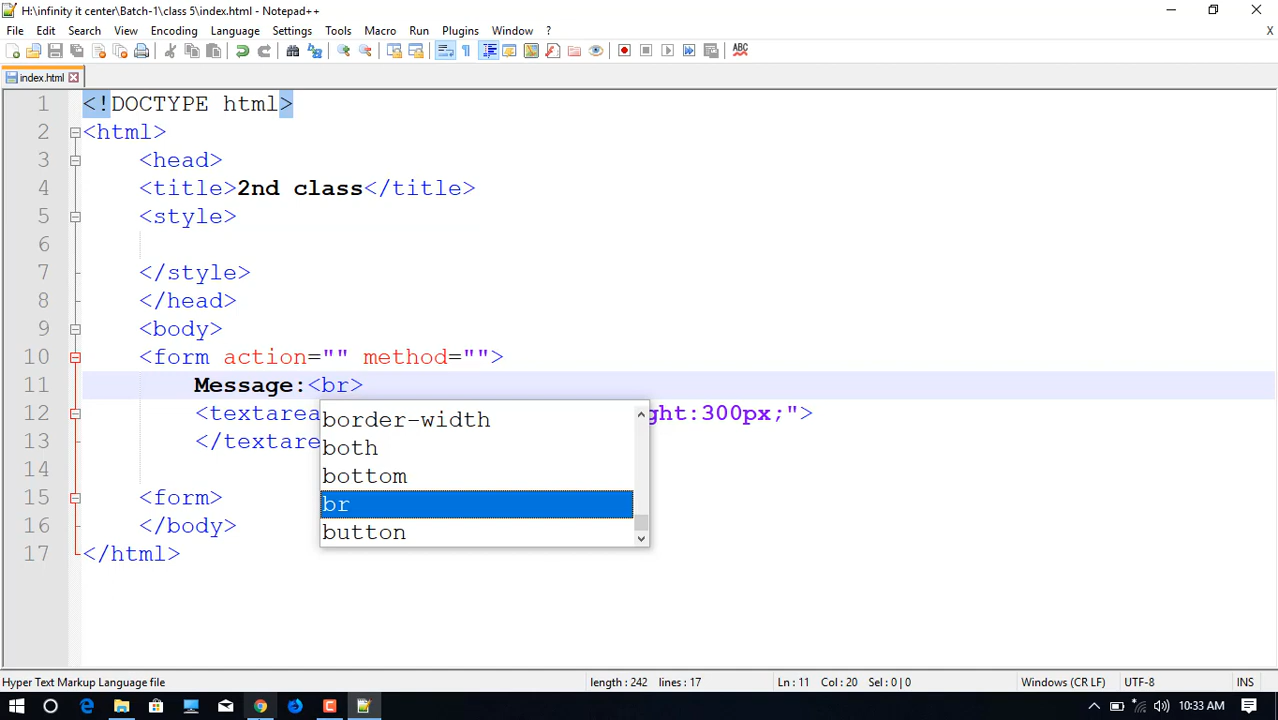 H:\infinity it center\Batch-1\class 5\index.html - Notepad++
File Edit Search View Encoding Language Settings Tools Macro Run Plugins Window ? X
index.html
1 <!DOCTYPE html>
2 <html>
3 <head>
4 <title>2nd class</title>
5 <style>
6
7 </style>
8 </head>
9 <body>
10 <form action="" method="">
11 Message:<br>
12 <textarea ght:300px;">
13 </textare
border-width
both
bottom
br
button
14
15 <form>
16 </body>
17 </html>
Hyper Text Markup Language file length : 242 lines : 17 Ln : 11 Col : 20 Sel : 0 | 0 Windows (CR LF) UTF-8 INS
10:33 AM